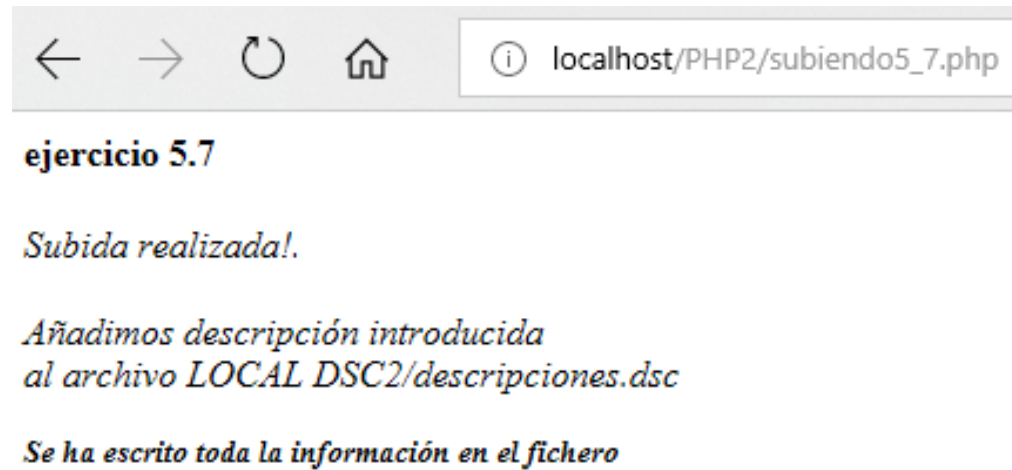 localhost/PHP2/subiendo5_7.php
ejercicio 5.7
Subida realizada!.
Añadimos descripción introducida
al archivo LOCAL DSC2/descripciones.dsc
Se ha escrito toda la información en el fichero